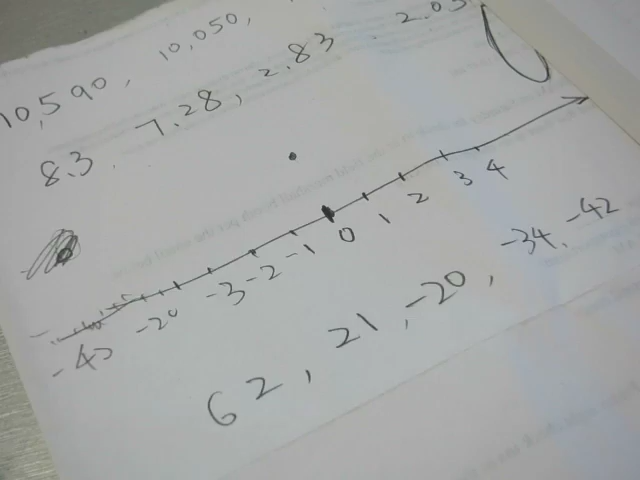 10,590, 10,050,
8.3 7.28, 2.83 2.03
-42 -20 -3 -2 -1 0 1 2 3 4
62, 21, -20, -34, -42